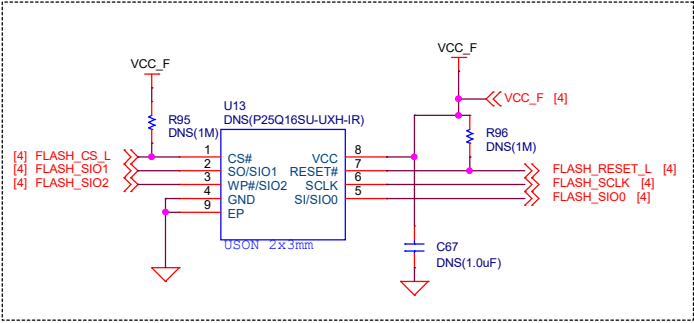 VCC_F
VCC_F
VCC_F [4]
U13
DNS(P25Q16SU-UXH-IR)
R95
DNS(1M)
R96
DNS(1M)
[4] FLASH_CS_L
[4] FLASH_SIO1
[4] FLASH_SIO2
1
2
3
4
9
CS#
SO/SIO1
WP#/SIO2
GND
EP
VCC
RESET#
SCLK
SI/SIO0
8
7
6
5
FLASH_RESET_L [4]
FLASH_SCLK [4]
FLASH_SIO0 [4]
USON 2x3mm
C67
DNS(1.0uF)